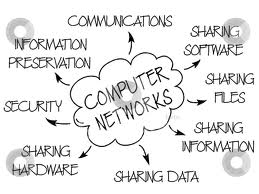 COMMUNICATIONS
INFORMATION
PRESERVATION
SHARING
SOFTWARE
COMPUTER
NETWORKS
SHARING
FILES
SECURITY
SHARING
INFORMATION
SHARING
HARDWARE
SHARING DATA